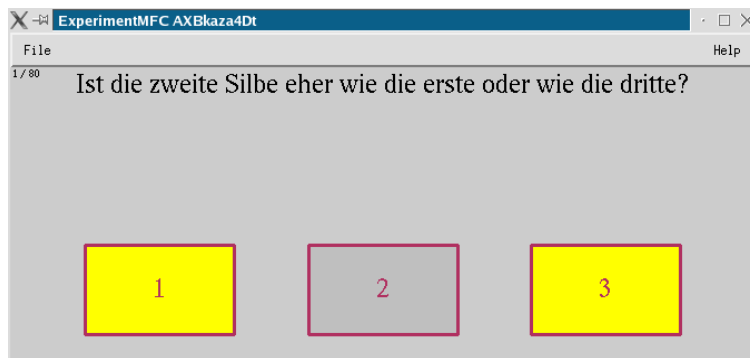 ExperimentMFC AXBkaza4Dt
File Help
1/80
Ist die zweite Silbe eher wie die erste oder wie die dritte?
1 2 3